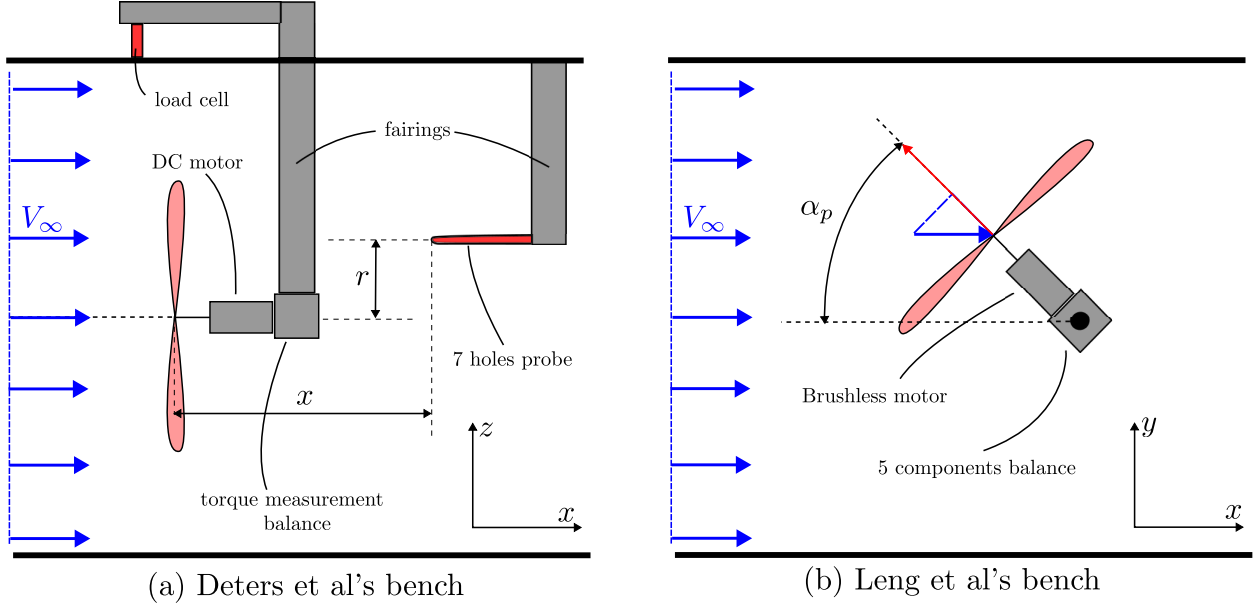 load cell
fairings
DC motor
V∞
r
7 holes probe
x
z
torque measurement
balance
x
(a) Deters et al's bench
αₚ
V∞
Brushless motor
y
5 components balance
x
(b) Leng et al's bench